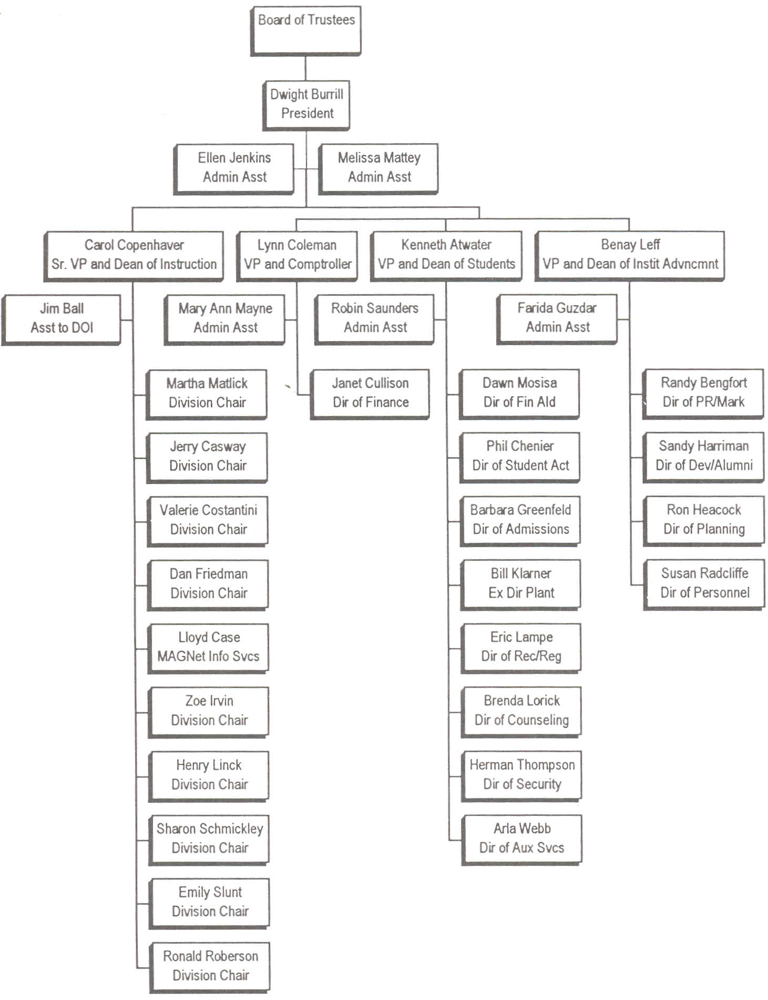 Board of Trustees
Dwight Burrill
President
Ellen Jenkins
Admin Asst
Melissa Mattey
Admin Asst
Carol Copenhaver
Sr. VP and Dean of Instruction
Lynn Coleman
VP and Comptroller
Kenneth Atwater
VP and Dean of Students
Benay Leff
VP and Dean of Instit Advncmnt
Jim Ball
Asst to DOI
Mary Ann Mayne
Admin Asst
Robin Saunders
Admin Asst
Farida Guzdar
Admin Asst
Martha Matlick
Division Chair
Janet Cullison
Dir of Finance
Dawn Mosisa
Dir of Fin Ald
Randy Bengfort
Dir of PR/Mark
Jerry Casway
Division Chair
Phil Chenier
Dir of Student Act
Sandy Harriman
Dir of Dev/Alumni
Valerie Costantini
Division Chair
Barbara Greenfeld
Dir of Admissions
Ron Heacock
Dir of Planning
Dan Friedman
Division Chair
Bill Klarner
Ex Dir Plant
Susan Radcliffe
Dir of Personnel
Lloyd Case
MAGNet Info Svcs
Eric Lampe
Dir of Rec/Reg
Zoe Irvin
Division Chair
Brenda Lorick
Dir of Counseling
Henry Linck
Division Chair
Herman Thompson
Dir of Security
Sharon Schmickley
Division Chair
Arla Webb
Dir of Aux Svcs
Emily Slunt
Division Chair
Ronald Roberson
Division Chair